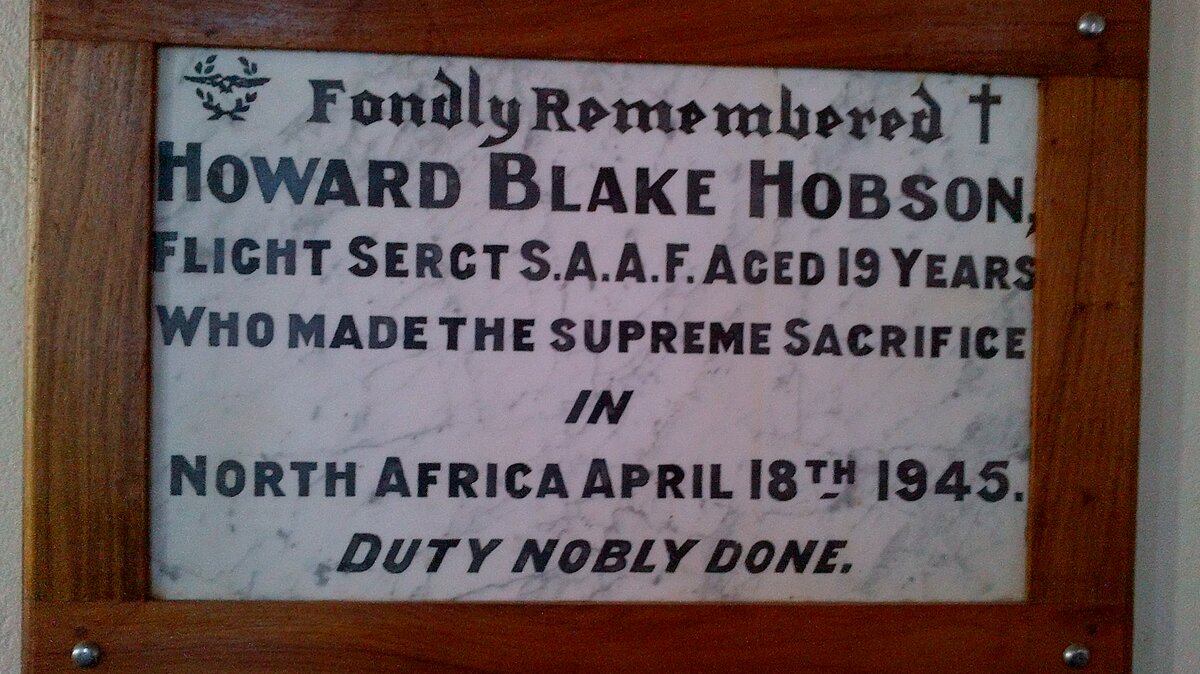 Fondly Remembered
HOWARD BLAKE HOBSON,
FLIGHT SERGT S.A.A.F. AGED 19 YEARS
WHO MADE THE SUPREME SACRIFICE
IN
NORTH AFRICA APRIL 18TH 1945.
DUTY NOBLY DONE.